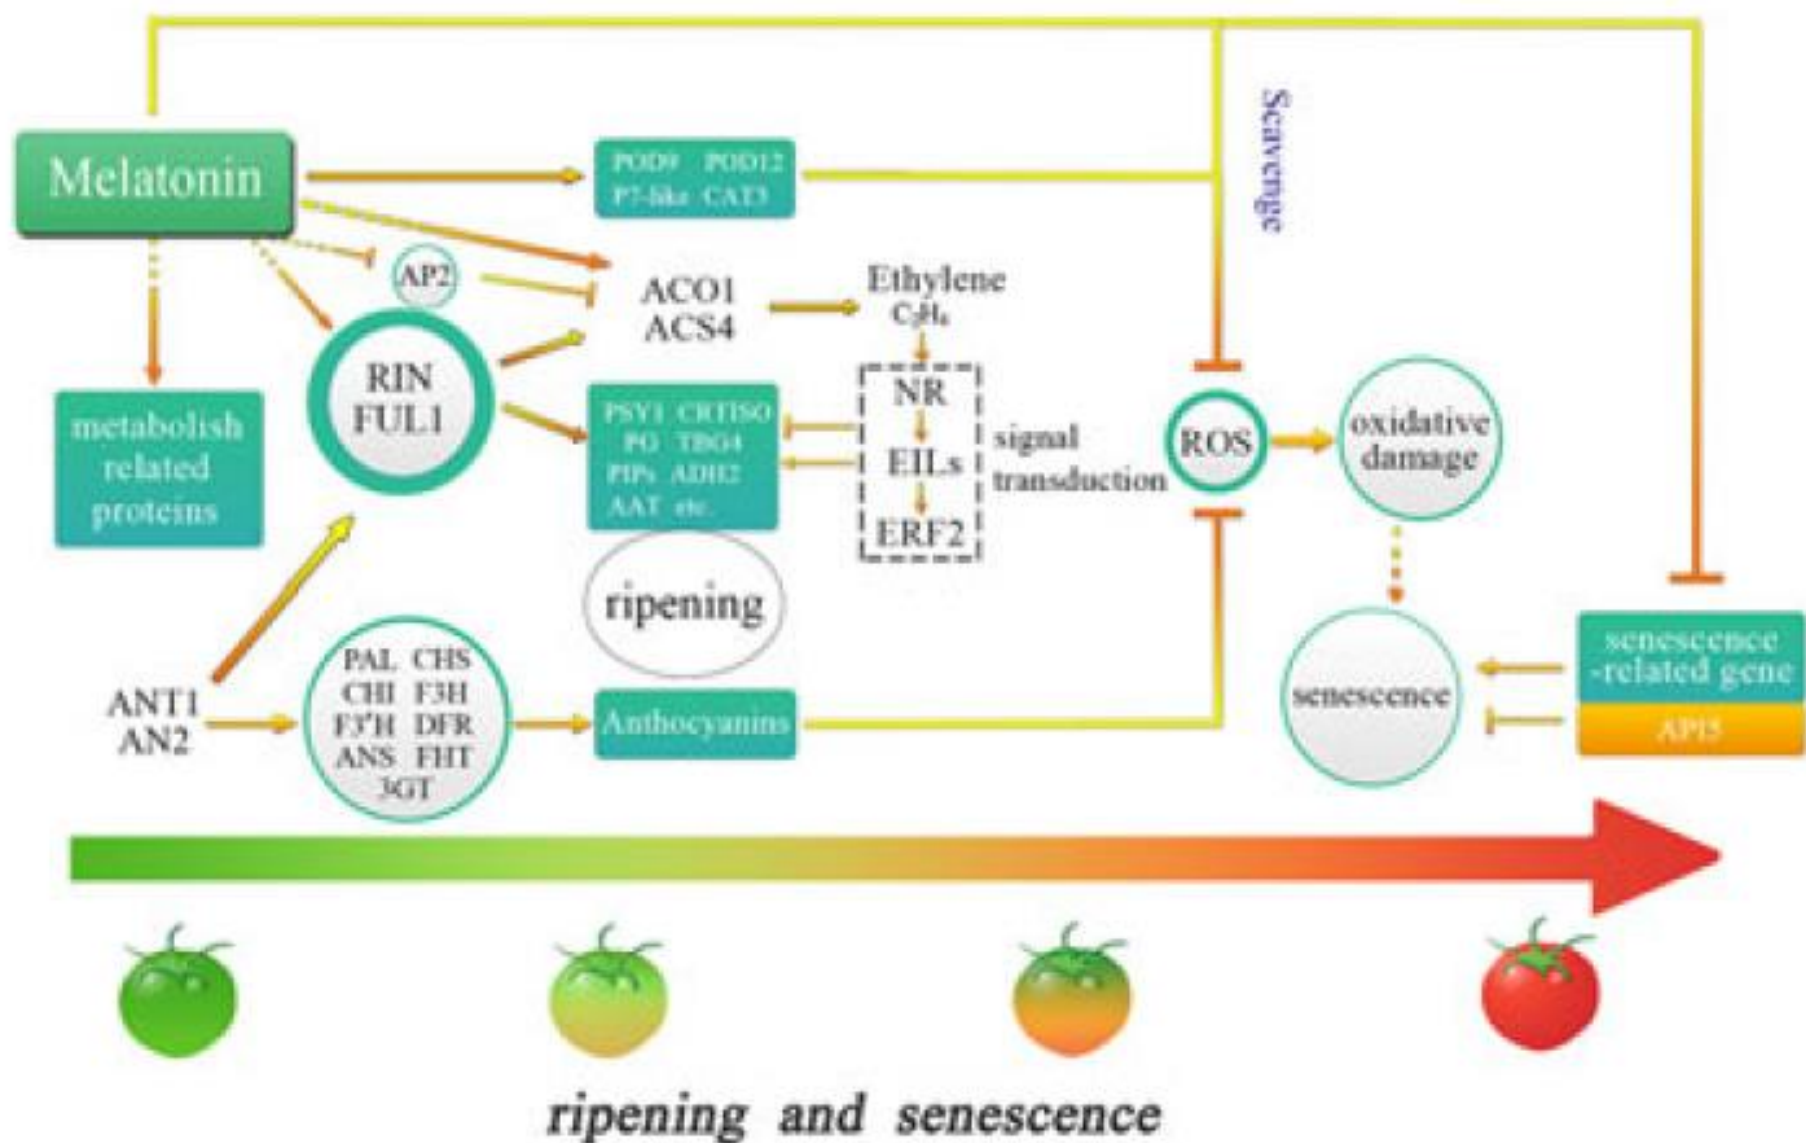 Scavenge
Melatonin
POD9 POD12
P7-like CAT3
AP2
ACO1
ACS4
Ethylene
C₂H₄
RIN
FUL1
metabolish
related
proteins
PSY1 CRTISO
PG TBG4
PIPs ADH2
AAT etc.
NR
EILs
ERF2
signal
transduction
ROS
oxidative
damage
ripening
senescence
senescence
-related gene
API5
ANT1
AN2
PAL CHS
CHI F3H
F3'H DFR
ANS FHT
3GT
Anthocyanins
ripening and senescence